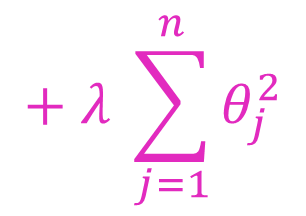 + λ ∑_{j=1}^{n} θ_j^2